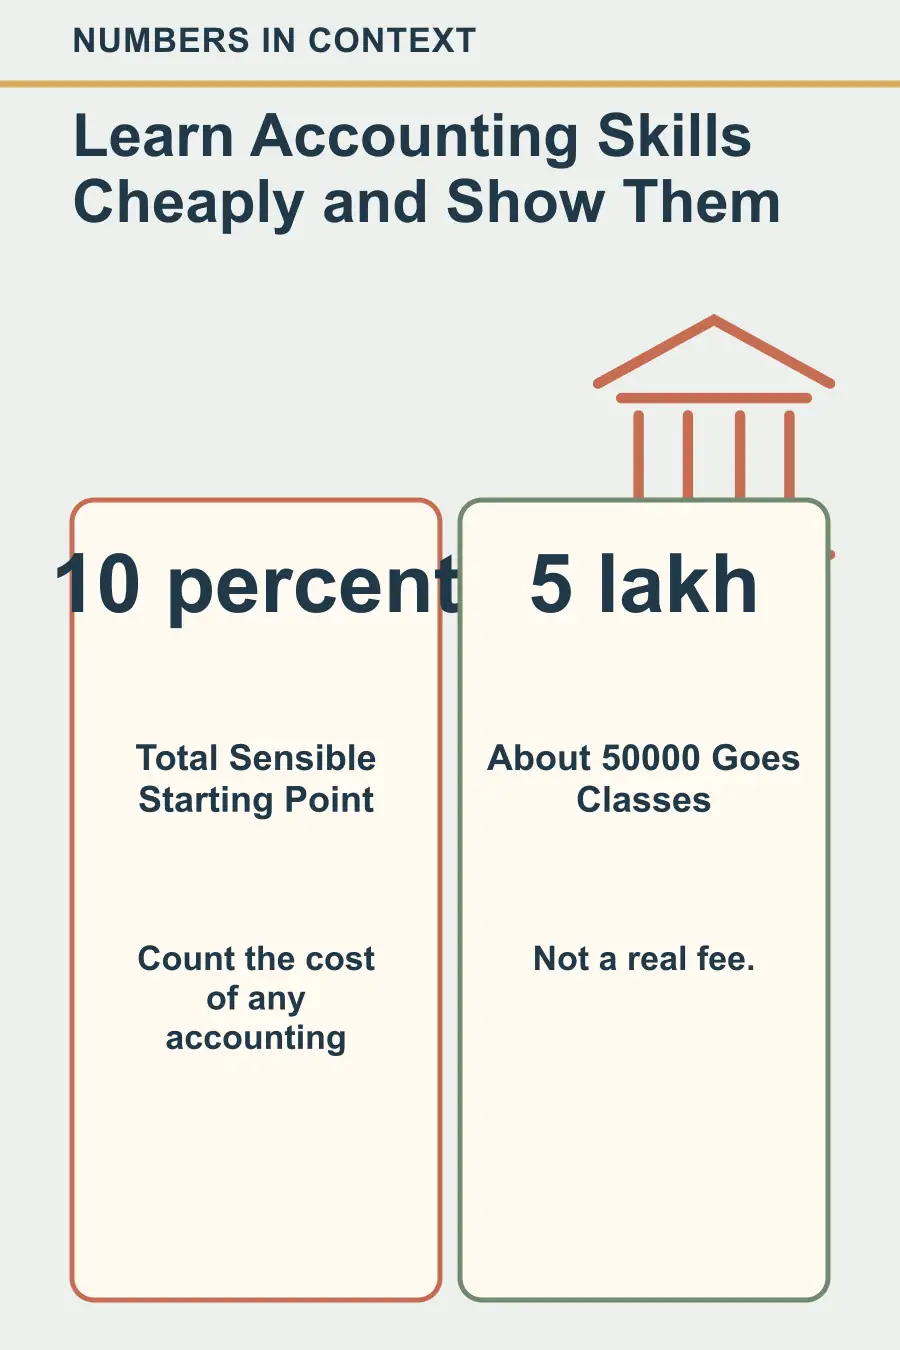 NUMBERS IN CONTEXT
Learn Accounting Skills
Cheaply and Show Them
10 percent
Total Sensible
Starting Point
Count the cost
of any
accounting
5 lakh
About 50000 Goes
Classes
Not a real fee.